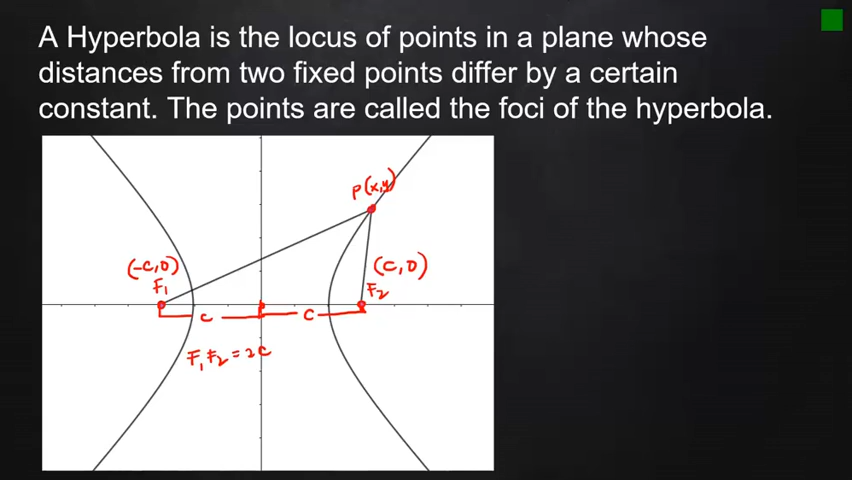 A Hyperbola is the locus of points in a plane whose
distances from two fixed points differ by a certain
constant. The points are called the foci of the hyperbola.
P(x,y)
(-c,0)
F₁
(c,0)
F₂
c
c
F₁F₂ = 2c